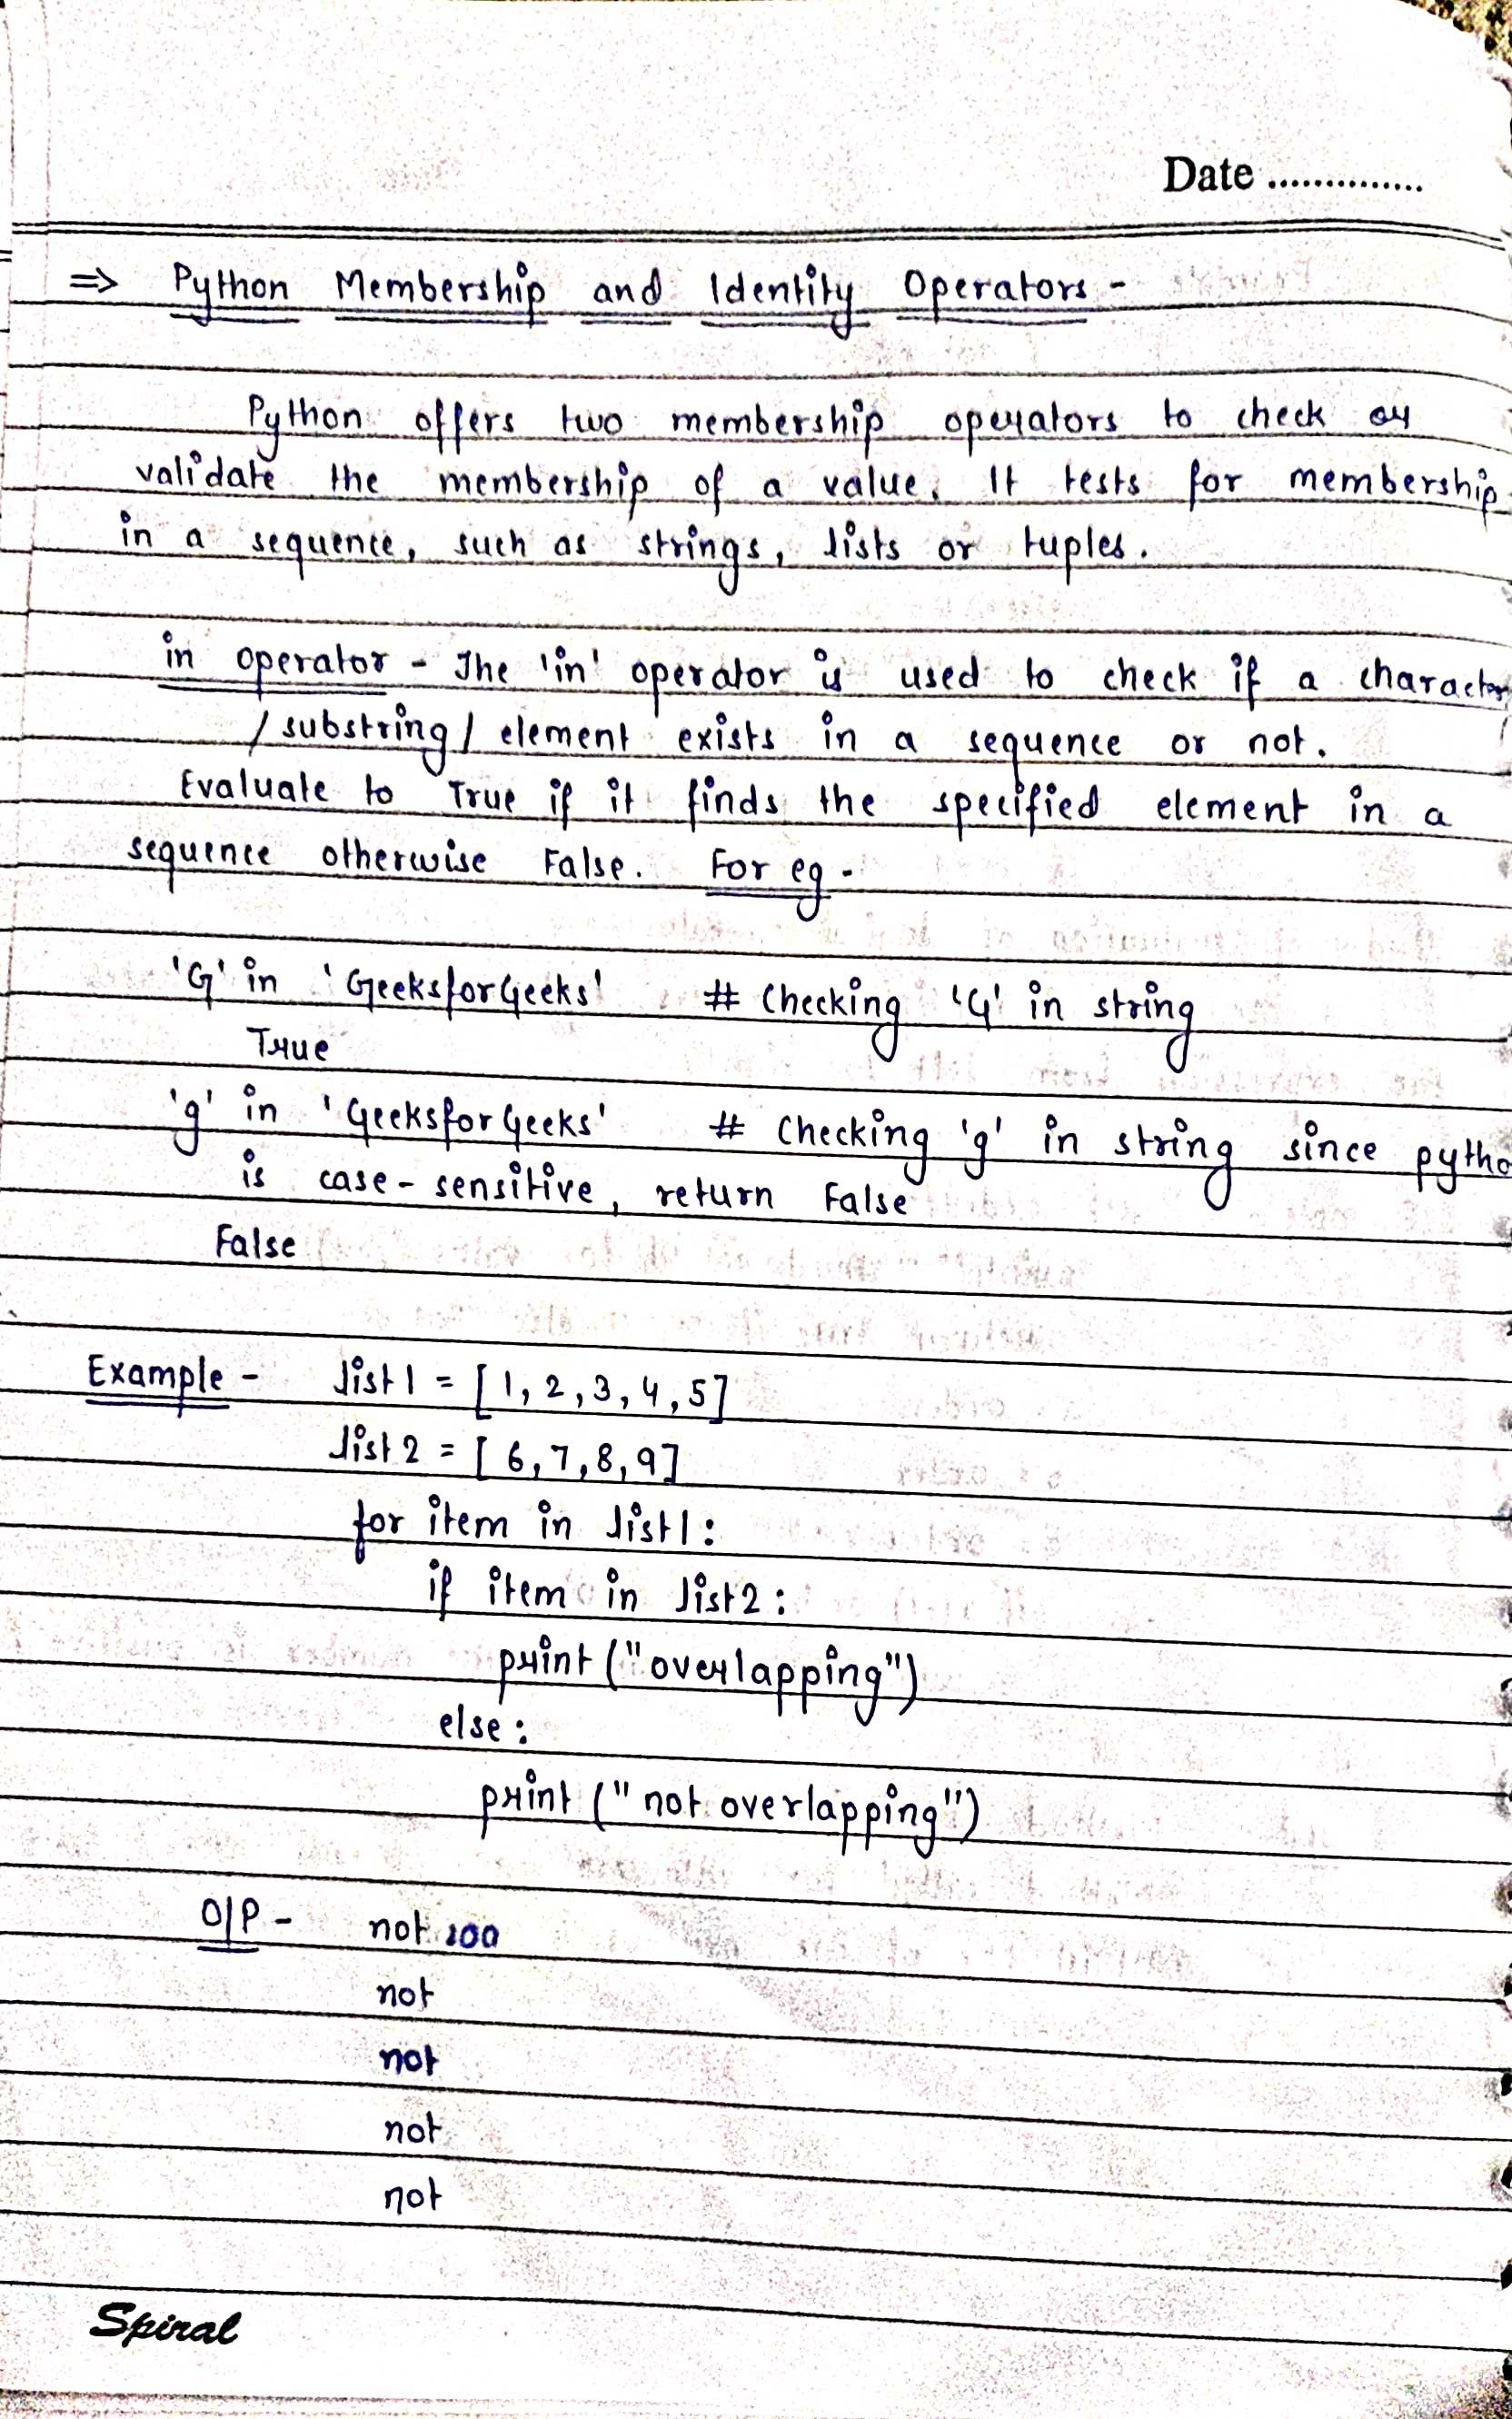 Date ..............
⇒ Python Membership and Identity Operators -
Python offers two membership operators to check or
validate the membership of a value. It tests for membership
in a sequence, such as strings, lists or tuples.
in operator - The 'in' operator is used to check if a character
/ substring / element exists in a sequence or not.
Evaluate to True if it finds the specified element in a
sequence otherwise False. For eg -
'G' in 'GeeksforGeeks' # Checking 'G' in string
True
'g' in 'GeeksforGeeks' # Checking 'g' in string since pytho
is case-sensitive, return False
False
Example - list1 = [1, 2, 3, 4, 5]
list2 = [6, 7, 8, 9]
for item in list1:
if item in list2:
print ("overlapping")
else:
print ("not overlapping")
O/P - not
not
not
not
not
Spiral